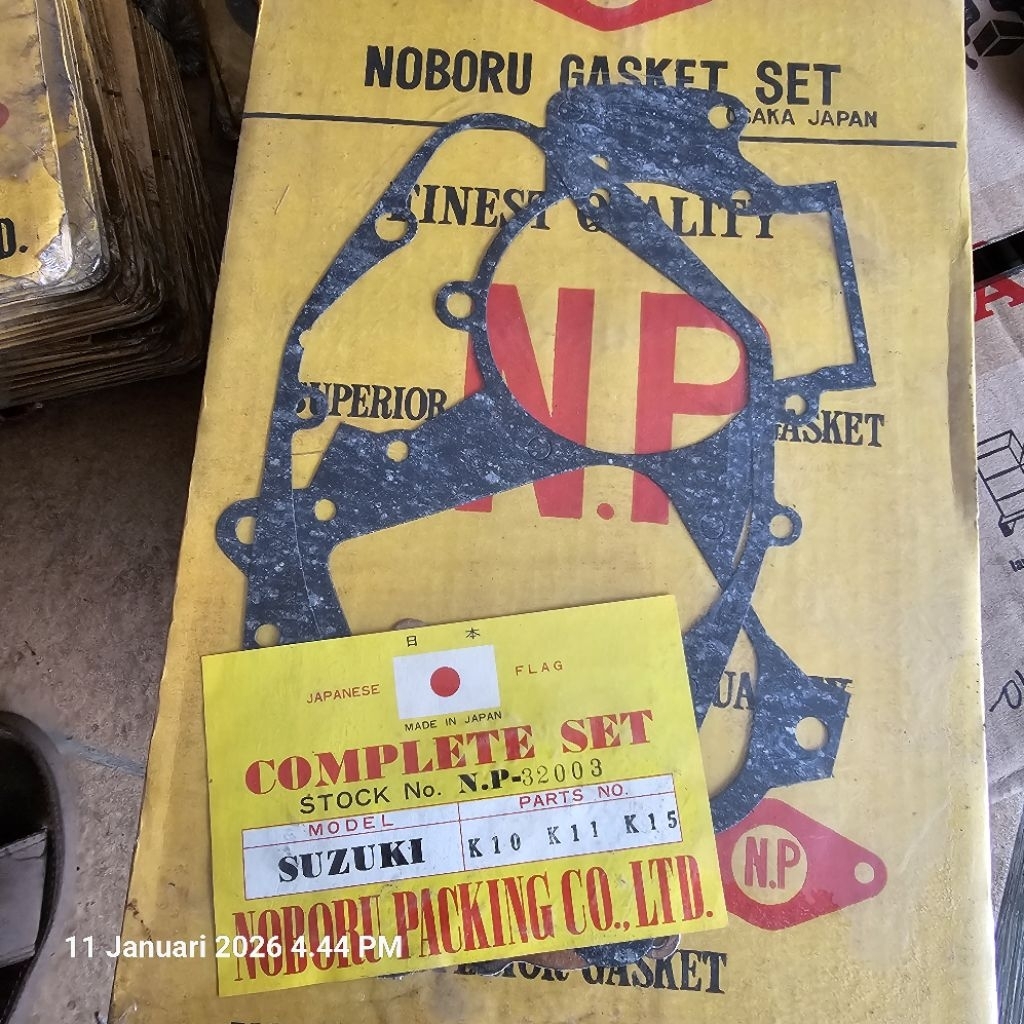 NOBORU GASKET SET
OSAKA JAPAN
FINEST QUALITY
N.P
SUPERIOR GASKET
日 本
JAPANESE FLAG
MADE IN JAPAN
COMPLETE SET
STOCK No. N.P-32003
MODEL PARTS NO.
SUZUKI K10 K11 K15
NOBORU PACKING CO., LTD.
N.P
GASKET
11 Januari 2026 4.44 PM
D.